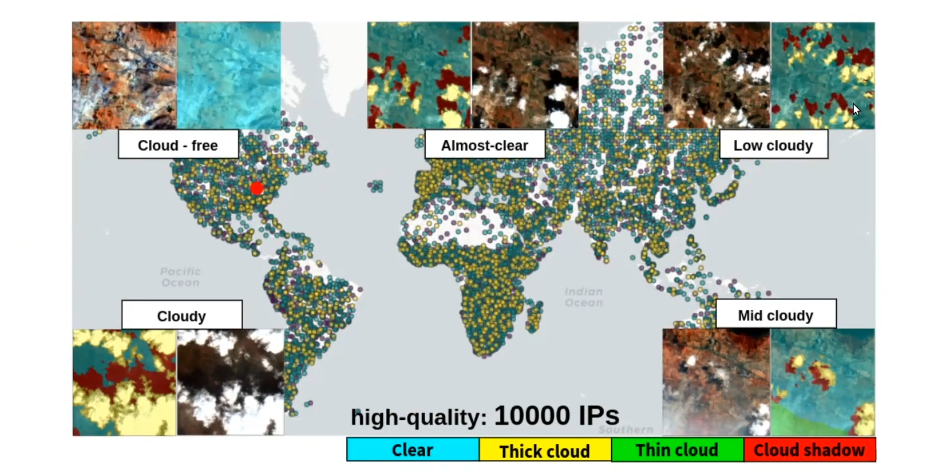 Cloud - free
Almost-clear
Low cloudy
Pacific
Ocean
Indian
Ocean
Cloudy
Mid cloudy
high-quality: 10000 IPs
Southern
Clear
Thick cloud
Thin cloud
Cloud shadow